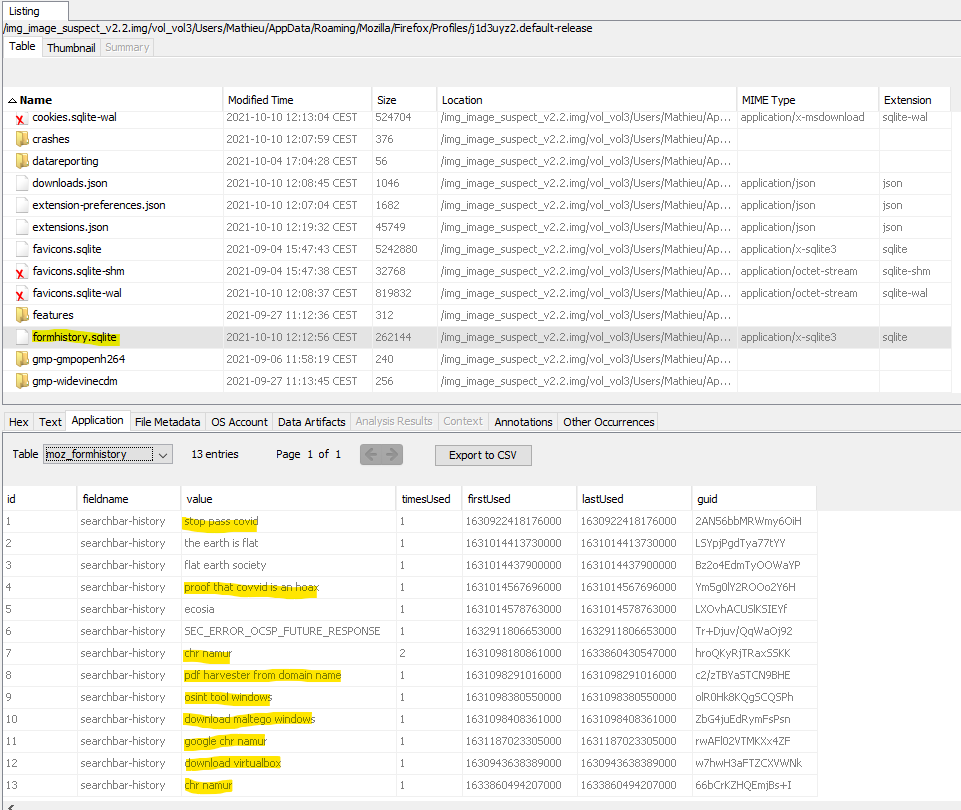 Listing
/img_image_suspect_v2.2.img/vol_vol3/Users/Mathieu/AppData/Roaming/Mozilla/Firefox/Profiles/j1d3uyz2.default-release
Table Thumbnail Summary
Name Modified Time Size Location MIME Type Extension
cookies.sqlite-wal 2021-10-10 12:13:04 CEST 524704 /img_image_suspect_v2.2.img/vol_vol3/Users/Mathieu/Ap... application/x-msdownload sqlite-wal
crashes 2021-10-10 12:07:59 CEST 376 /img_image_suspect_v2.2.img/vol_vol3/Users/Mathieu/Ap...
datareporting 2021-10-04 17:04:28 CEST 56 /img_image_suspect_v2.2.img/vol_vol3/Users/Mathieu/Ap...
downloads.json 2021-10-10 12:08:45 CEST 1046 /img_image_suspect_v2.2.img/vol_vol3/Users/Mathieu/Ap... application/json json
extension-preferences.json 2021-10-10 12:07:04 CEST 1682 /img_image_suspect_v2.2.img/vol_vol3/Users/Mathieu/Ap... application/json json
extensions.json 2021-10-10 12:19:32 CEST 45749 /img_image_suspect_v2.2.img/vol_vol3/Users/Mathieu/Ap... application/json json
favicons.sqlite 2021-09-04 15:47:43 CEST 5242880 /img_image_suspect_v2.2.img/vol_vol3/Users/Mathieu/Ap... application/x-sqlite3 sqlite
favicons.sqlite-shm 2021-09-04 15:47:38 CEST 32768 /img_image_suspect_v2.2.img/vol_vol3/Users/Mathieu/Ap... application/octet-stream sqlite-shm
favicons.sqlite-wal 2021-10-10 12:08:37 CEST 819832 /img_image_suspect_v2.2.img/vol_vol3/Users/Mathieu/Ap... application/octet-stream sqlite-wal
features 2021-09-27 11:12:36 CEST 312 /img_image_suspect_v2.2.img/vol_vol3/Users/Mathieu/Ap...
formhistory.sqlite 2021-10-10 12:12:56 CEST 262144 /img_image_suspect_v2.2.img/vol_vol3/Users/Mathieu/Ap... application/x-sqlite3 sqlite
gmp-gmpopenh264 2021-09-06 11:58:19 CEST 240 /img_image_suspect_v2.2.img/vol_vol3/Users/Mathieu/Ap...
gmp-widevinecdm 2021-09-27 11:13:45 CEST 256 /img_image_suspect_v2.2.img/vol_vol3/Users/Mathieu/Ap...
Hex Text Application File Metadata OS Account Data Artifacts Analysis Results Context Annotations Other Occurrences
Table moz_formhistory 13 entries Page 1 of 1 Export to CSV
id fieldname value timesUsed firstUsed lastUsed guid
1 searchbar-history stop pass covid 1 1630922418176000 1630922418176000 2AN56bbMRWmy6OiH
2 searchbar-history the earth is flat 1 1631014413730000 1631014413730000 LSYpjPgdTya77tYY
3 searchbar-history flat earth society 1 1631014437900000 1631014437900000 Bz2o4EdmTyOOWaYP
4 searchbar-history proof that covvid is an hoax 1 1631014567696000 1631014567696000 Ym5g0lY2ROOo2Y6H
5 searchbar-history ecosia 1 1631014578763000 1631014578763000 LXOvhACUSlKSIEYf
6 searchbar-history SEC_ERROR_OCSP_FUTURE_RESPONSE 1 1632911806653000 1632911806653000 Tr+Djuv/QqWaOj92
7 searchbar-history chr namur 2 1631098180861000 1633860430547000 hroQKyRjTRaxSSKK
8 searchbar-history pdf harvester from domain name 1 1631098291016000 1631098291016000 c2/zTBYaSTCN9BHE
9 searchbar-history osint tool windows 1 1631098380550000 1631098380550000 olR0Hk8KQgSCQSPh
10 searchbar-history download maltego windows 1 1631098408361000 1631098408361000 ZbG4juEdRymFsPsn
11 searchbar-history google chr namur 1 1631187023305000 1631187023305000 rwAFl02VTMKXx4ZF
12 searchbar-history download virtualbox 1 1630943638389000 1630943638389000 w7hwH3aFTZCXVWNk
13 searchbar-history chr namur 1 1633860494207000 1633860494207000 66bCrKZHQEmjBs+I